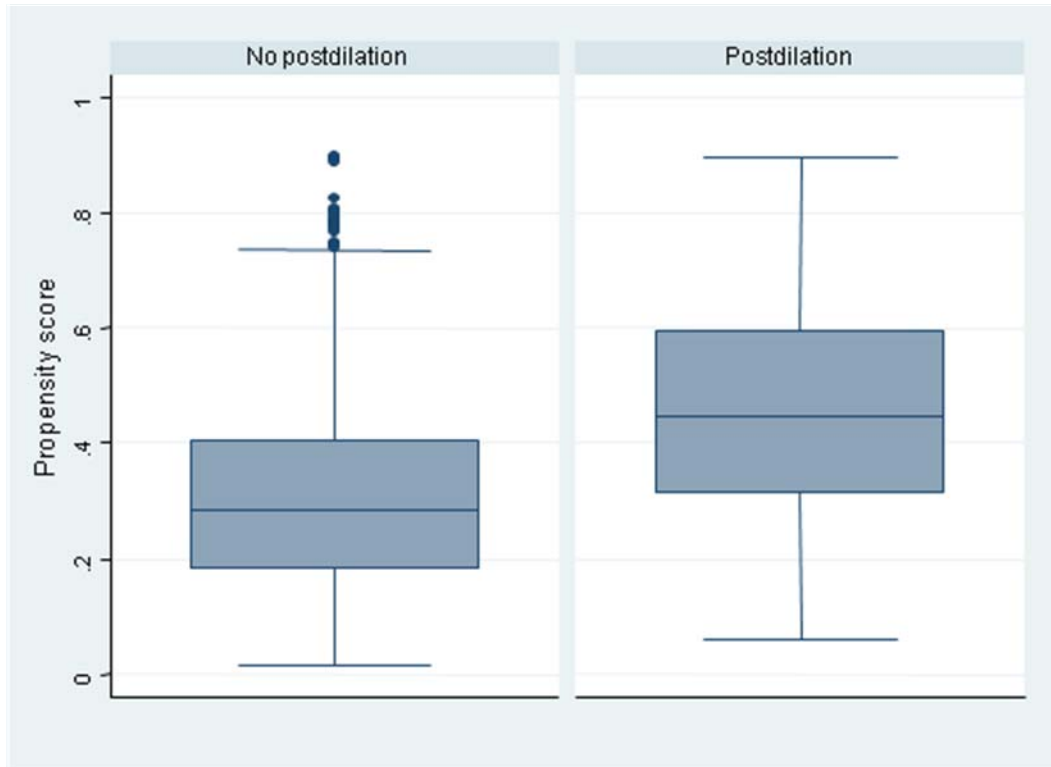 No postdilation
Postdilation
Propensity score
1
.8
.6
.4
.2
0